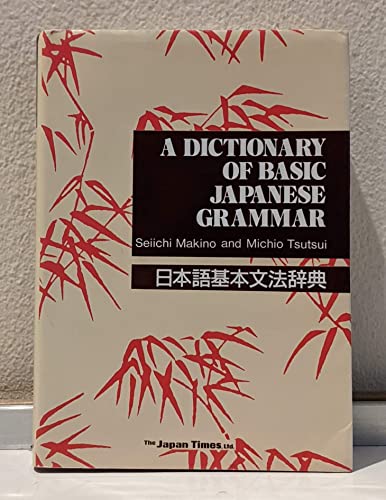 A DICTIONARY
OF BASIC
JAPANESE
GRAMMAR
Seiichi Makino and Michio Tsutsui
日本語基本文法辞典
The Japan Times, Ltd.